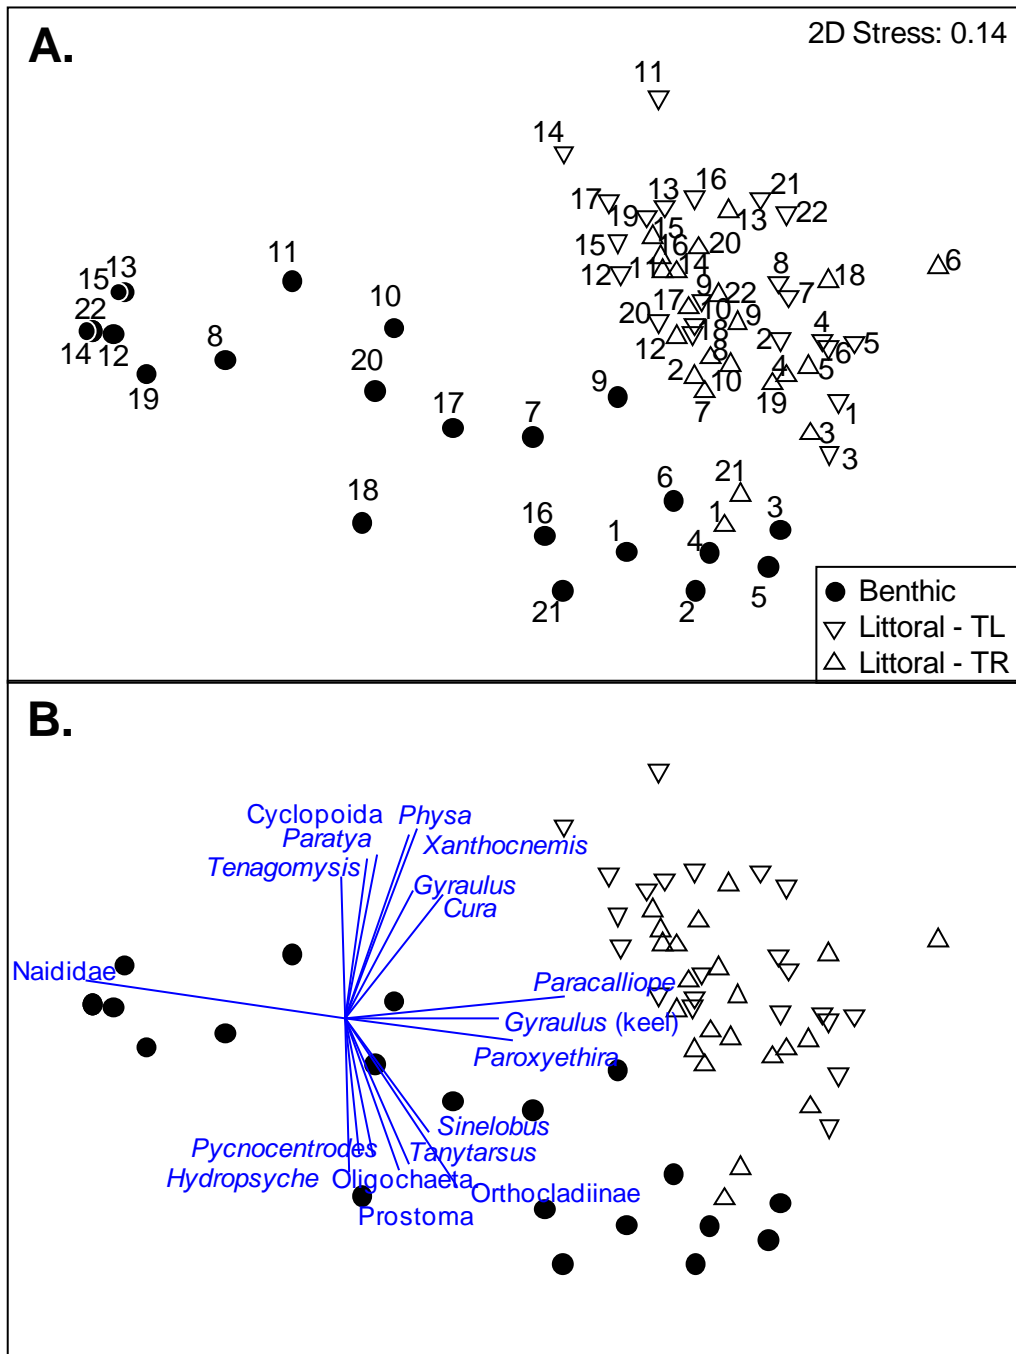 A.
2D Stress: 0.14
11
14
17
13
16
21
19
13
22
15
15
16
20
12
11
14
8
18
6
7
15
13
11
10
22
14
12
8
19
20
17
7
9
18
17
9
22
10
9
20
18
12
8
2
10
7
2
4
5
6
4
5
19
1
3
3
21
1
6
3
16
1
4
21
2
5
Benthic
Littoral - TL
Littoral - TR
B.
Cyclopoida
Physa
Paratya
Xanthocnemis
Tenagomysis
Gyraulus
Cura
Naididae
Paracalliope
Gyraulus (keel)
Paroxyethira
Sinelobus
Pycnocentrodes
Tanytarsus
Hydropsyche
Oligochaeta
Orthocladiinae
Prostoma